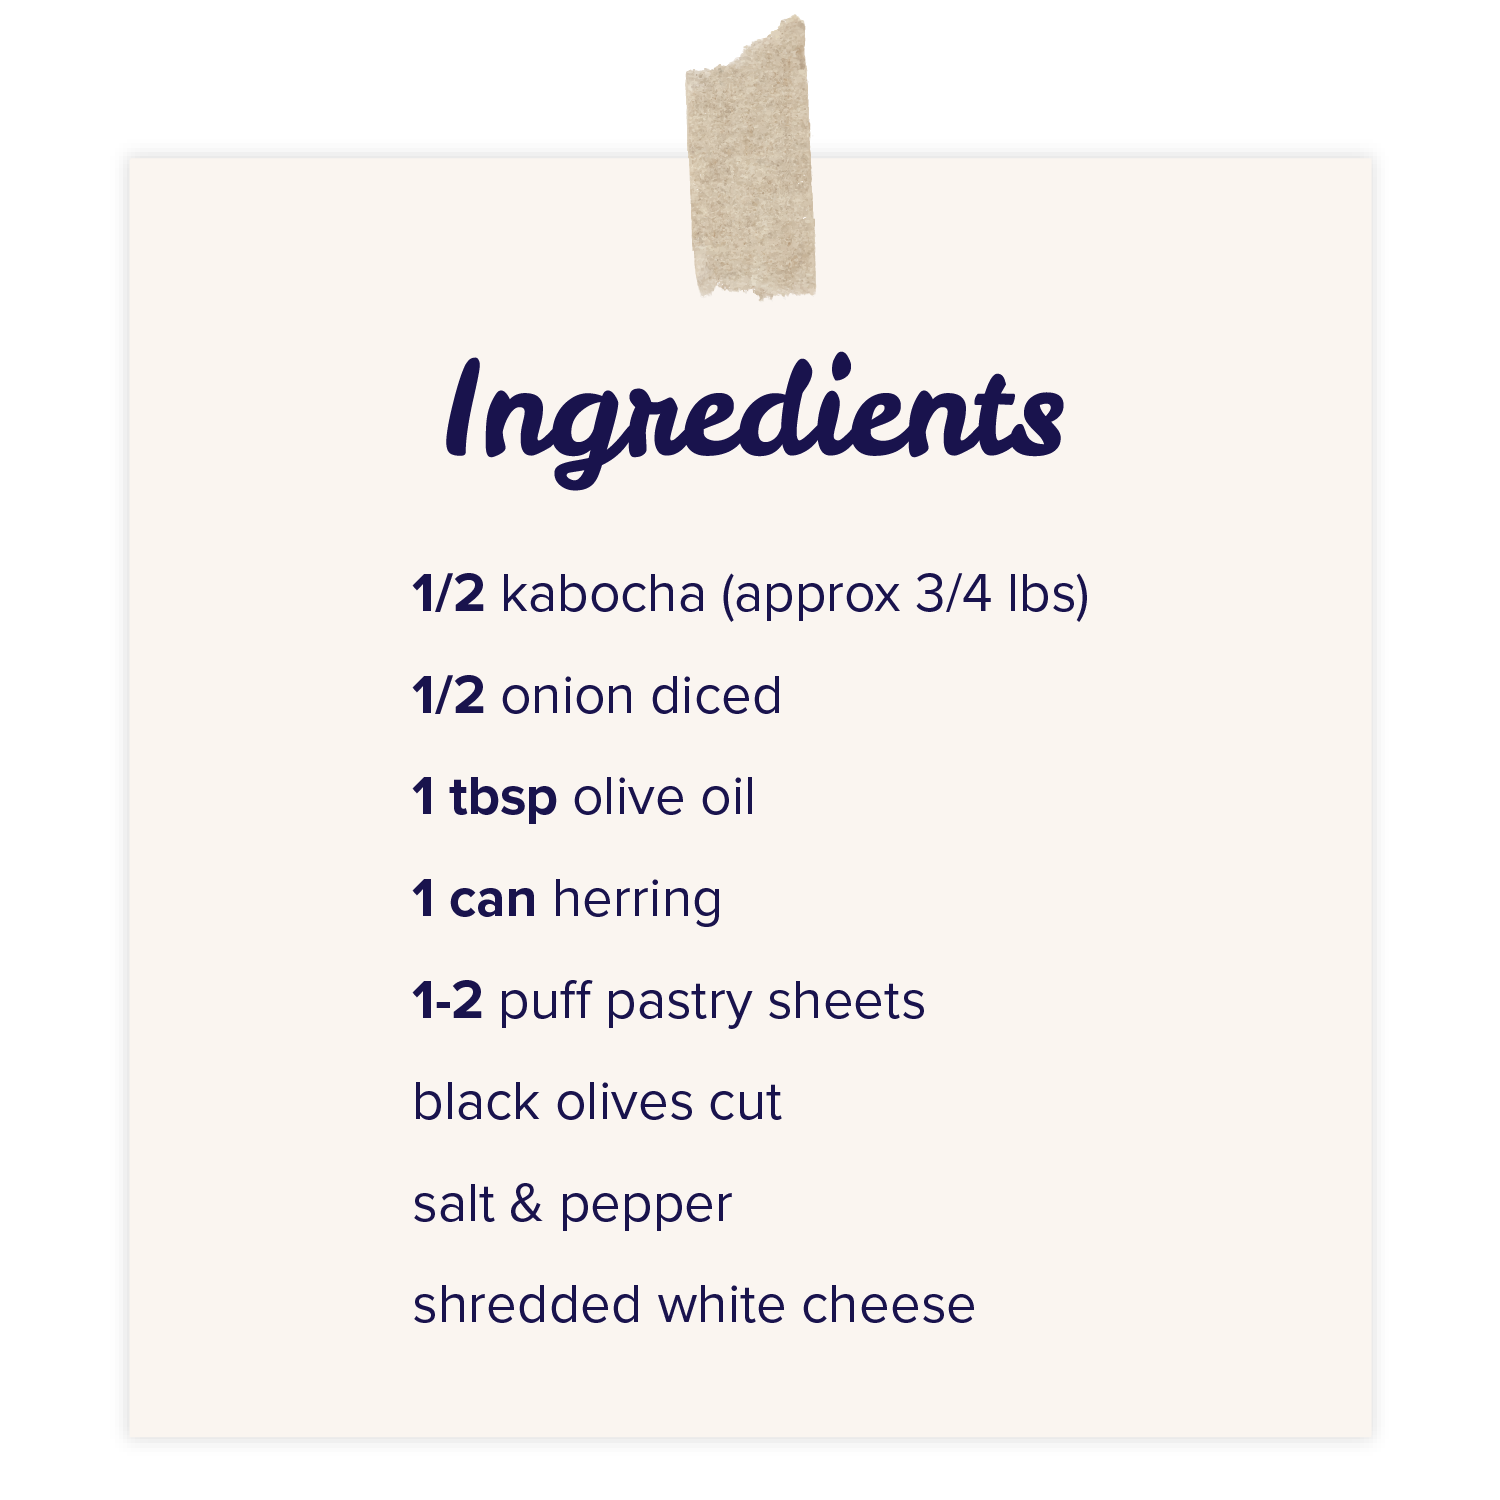 Ingredients
1/2 kabocha (approx 3/4 lbs)
1/2 onion diced
1 tbsp olive oil
1 can herring
1-2 puff pastry sheets
black olives cut
salt & pepper
shredded white cheese